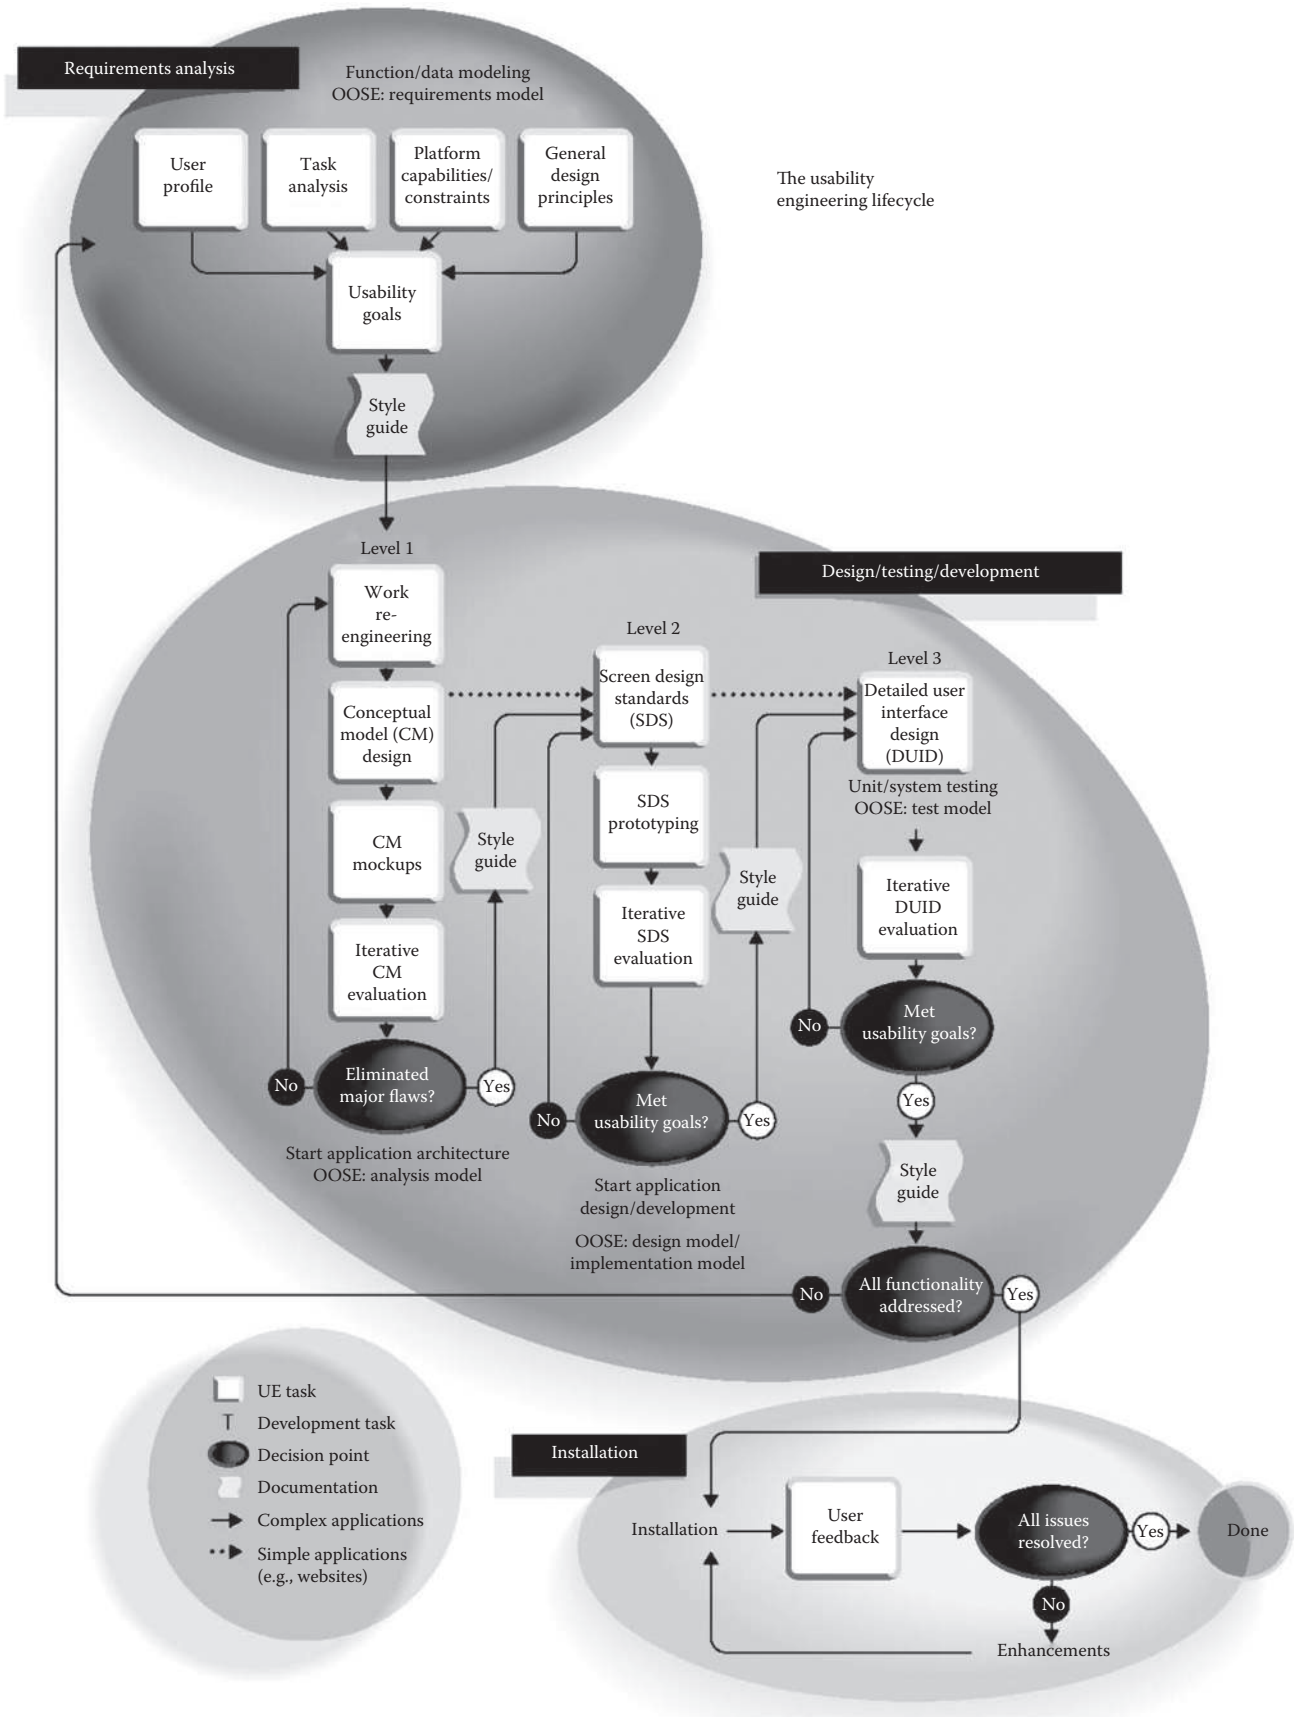 Requirements analysis
Function/data modeling
OOSE: requirements model
User
profile
Task
analysis
Platform
capabilities/
constraints
General
design
principles
The usability
engineering lifecycle
Usability
goals
Style
guide
Level 1
Design/testing/development
Work
re-
engineering
Conceptual
model (CM)
design
CM
mockups
Iterative
CM
evaluation
Eliminated
major flaws?
No
Yes
Start application architecture
OOSE: analysis model
Style
guide
Level 2
Screen design
standards
(SDS)
SDS
prototyping
Iterative
SDS
evaluation
Met
usability goals?
No
Yes
Start application
design/development
OOSE: design model/
implementation model
Style
guide
Level 3
Detailed user
interface
design
(DUID)
Unit/system testing
OOSE: test model
Iterative
DUID
evaluation
Met
usability goals?
No
Yes
Style
guide
All functionality
addressed?
No
Yes
UE task
T
Development task
Decision point
Documentation
Complex applications
Simple applications
(e.g., websites)
Installation
Installation
User
feedback
All issues
resolved?
Yes
Done
No
Enhancements